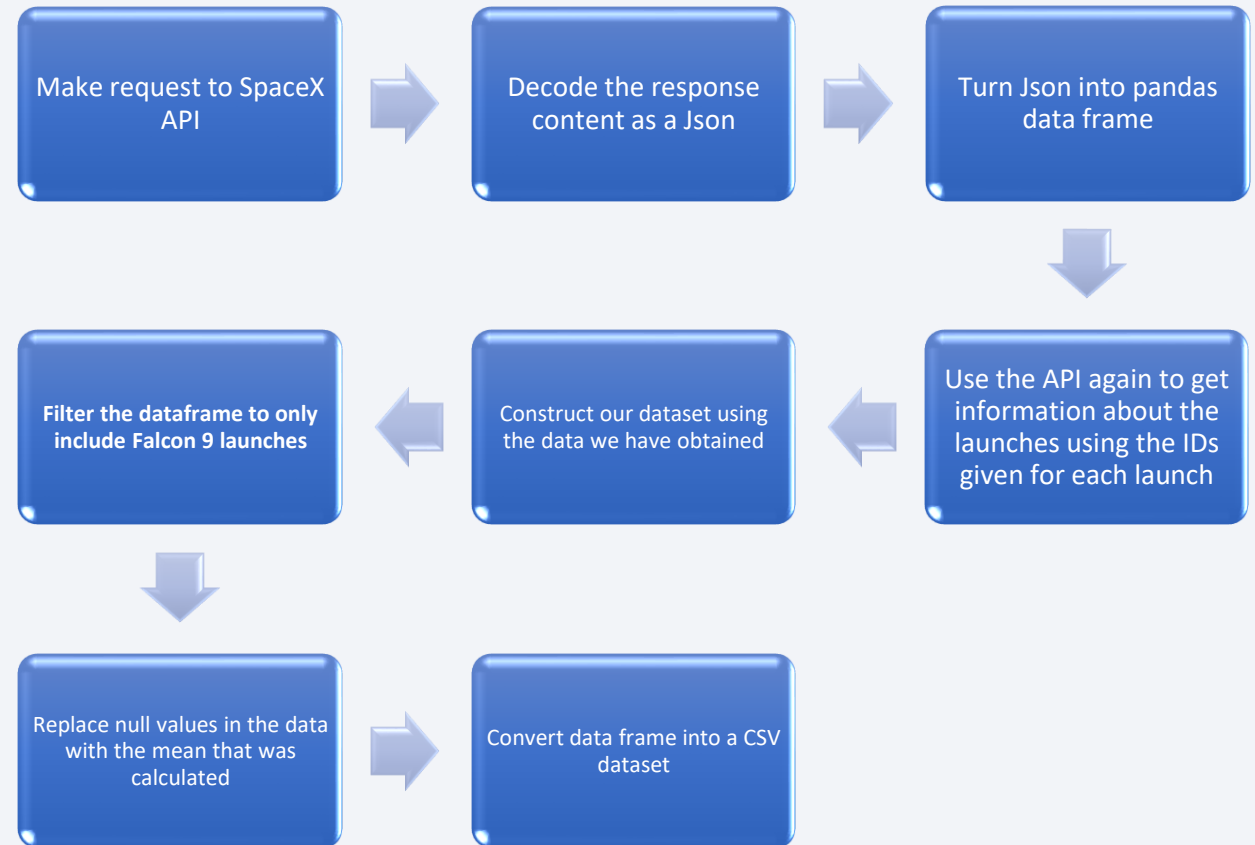 Make request to SpaceX
API
Decode the response
content as a Json
Turn Json into pandas
data frame
Use the API again to get
information about the
launches using the IDs
given for each launch
Construct our dataset using
the data we have obtained
Filter the dataframe to only
include Falcon 9 launches
Replace null values in the data
with the mean that was
calculated
Convert data frame into a CSV
dataset